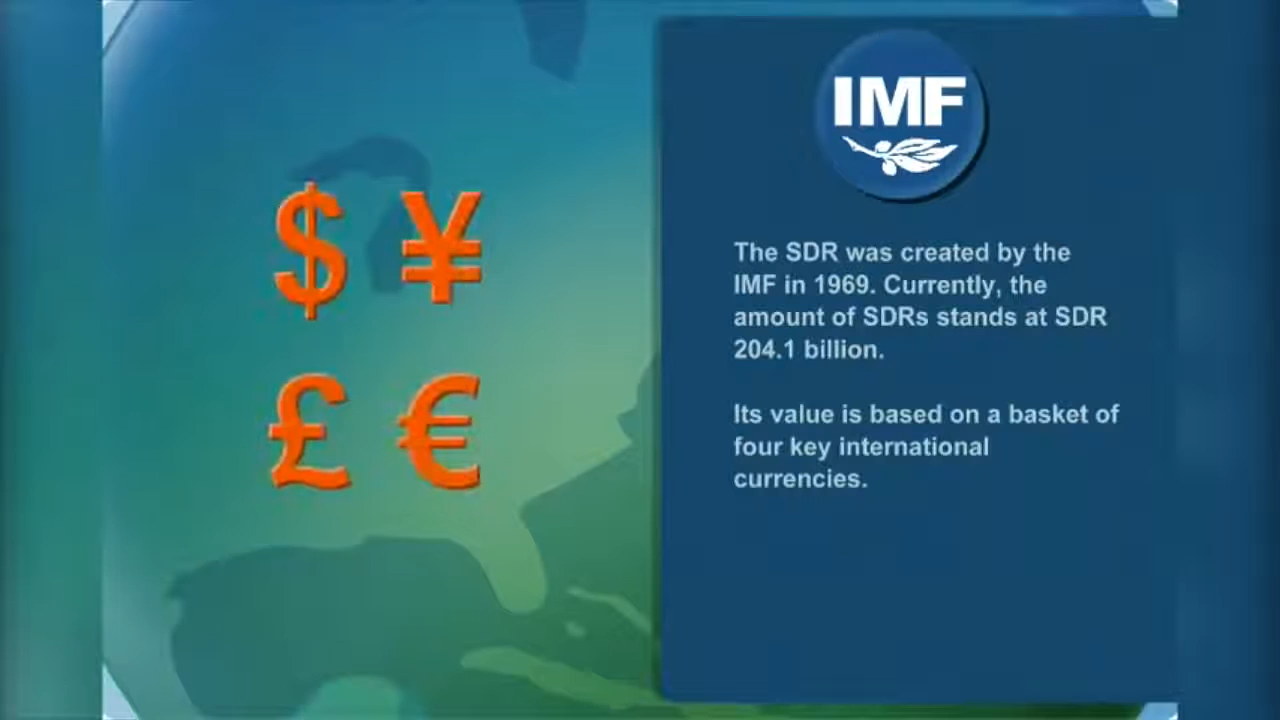 $ ¥
£ €
IMF
The SDR was created by the
IMF in 1969. Currently, the
amount of SDRs stands at SDR
204.1 billion.
Its value is based on a basket of
four key international
currencies.